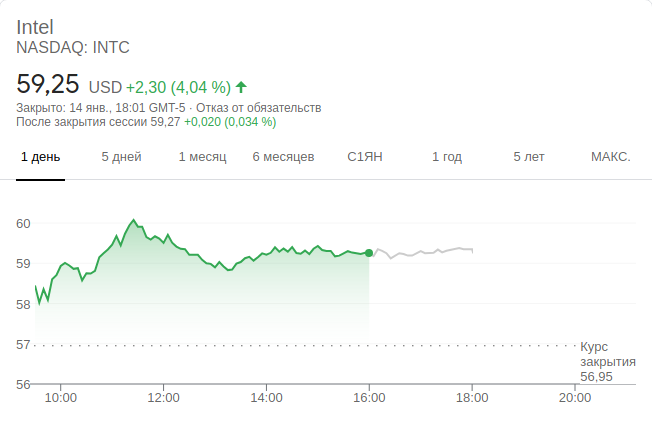 Intel
NASDAQ: INTC
59,25 USD +2,30 (4,04 %)
Закрыто: 14 янв., 18:01 GMT-5 · Отказ от обязательств
После закрытия сессии 59,27 +0,020 (0,034 %)
1 день 5 дней 1 месяц 6 месяцев С1ЯН 1 год 5 лет МАКС.
60
59
58
57
Курс
закрытия
56,95
56
10:00 12:00 14:00 16:00 18:00 20:00